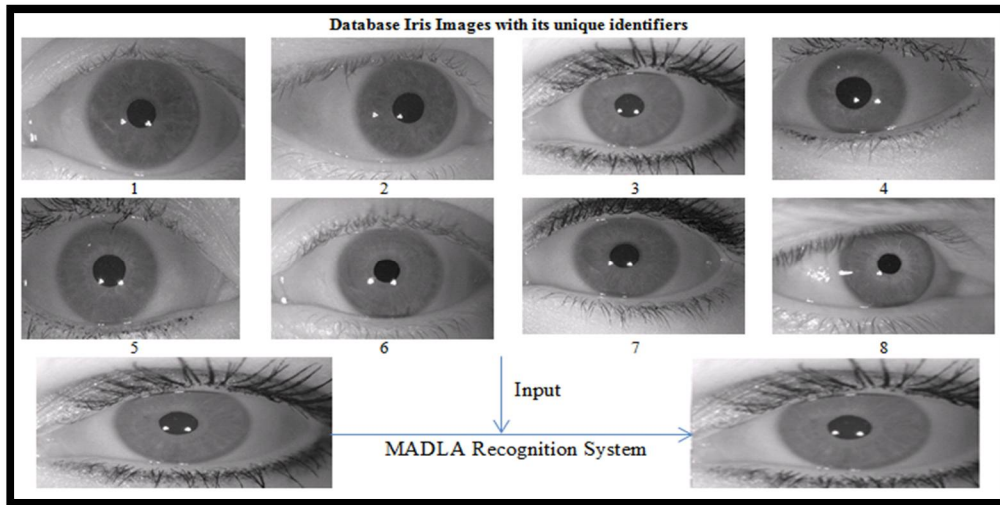 Database Iris Images with its unique identifiers
1
2
3
4
5
6
7
8
Input
MADLA Recognition System